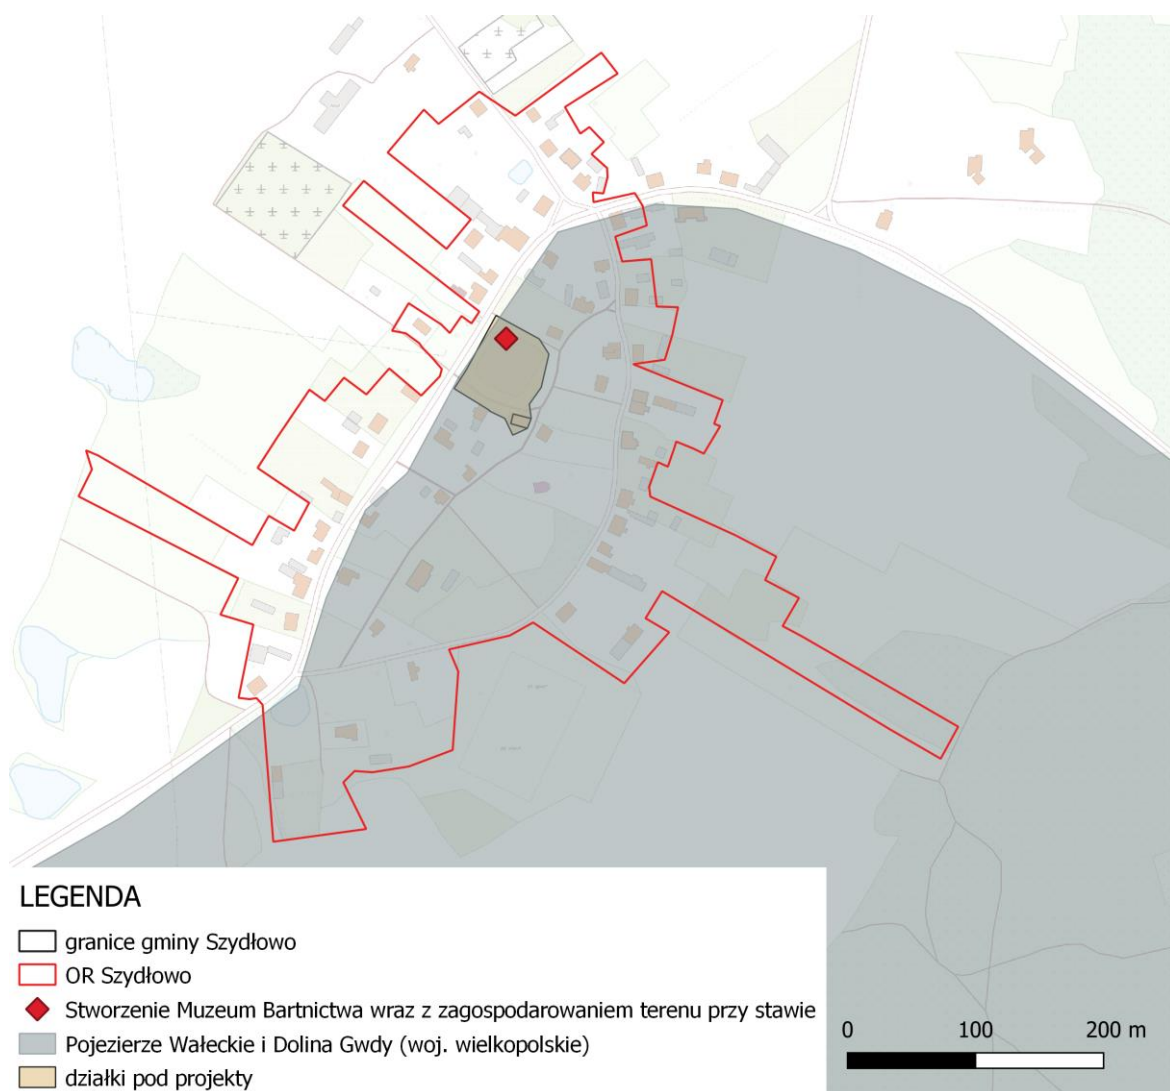 LEGENDA
granice gminy Szydłowo
OR Szydłowo
Stworzenie Muzeum Bartnictwa wraz z zagospodarowaniem terenu przy stawie
Pojezierze Wałeckie i Dolina Gwdy (woj. wielkopolskie)
działki pod projekty
0 100 200 m